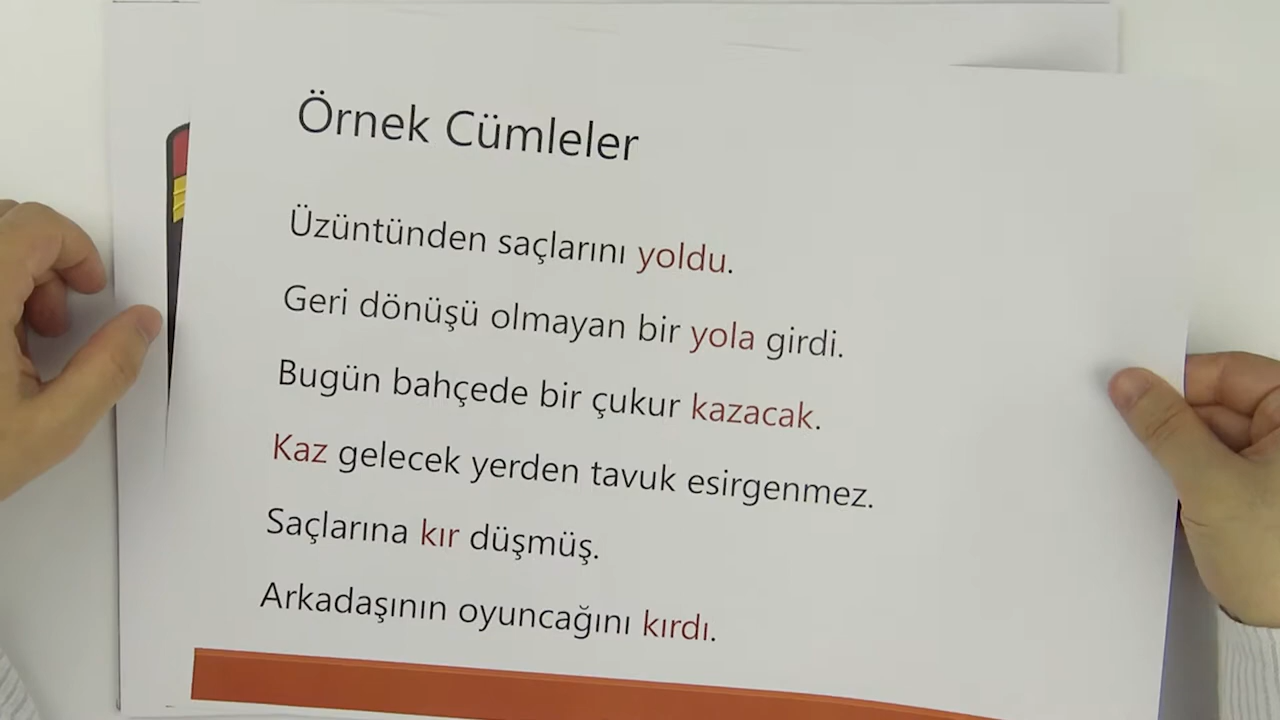 Örnek Cümleler
Üzüntünden saçlarını yoldu.
Geri dönüşü olmayan bir yola girdi.
Bugün bahçede bir çukur kazacak.
Kaz gelecek yerden tavuk esirgenmez.
Saçlarına kır düşmüş.
Arkadaşının oyuncağını kırdı.